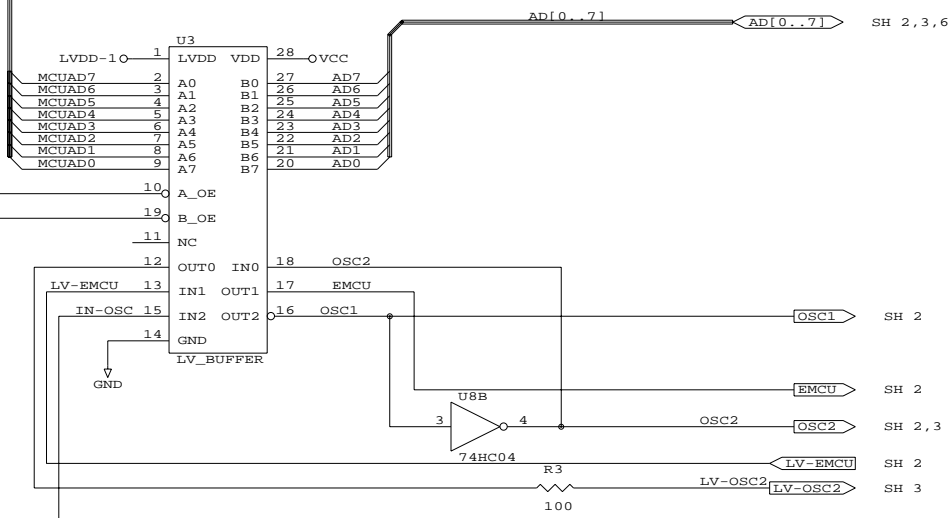 AD[0..7] AD[0..7] SH 2,3,6
U3
LVDD-1 1 LVDD VDD 28 VCC
MCUAD7 2 A0 B0 27 AD7
MCUAD6 3 A1 B1 26 AD6
MCUAD5 4 A2 B2 25 AD5
MCUAD4 5 A3 B3 24 AD4
MCUAD3 6 A4 B4 23 AD3
MCUAD2 7 A5 B5 22 AD2
MCUAD1 8 A6 B6 21 AD1
MCUAD0 9 A7 B7 20 AD0
10 A_OE
19 B_OE
11 NC
12 OUT0 IN0 18 OSC2
LV-EMCU 13 IN1 OUT1 17 EMCU
IN-OSC 15 IN2 OUT2 16 OSC1 OSC1 SH 2
14 GND
LV_BUFFER
GND
EMCU SH 2
U8B
3 4 OSC2 OSC2 SH 2,3
74HC04
LV-EMCU SH 2
R3
LV-OSC2 LV-OSC2 SH 3
100